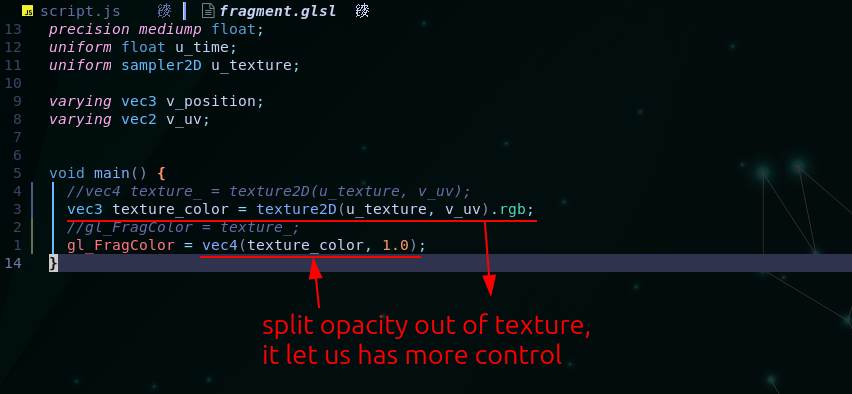 JS script.js fragment.glsl
13 precision mediump float;
12 uniform float u_time;
11 uniform sampler2D u_texture;
10
9 varying vec3 v_position;
8 varying vec2 v_uv;
7
6
5 void main() {
4 //vec4 texture_ = texture2D(u_texture, v_uv);
3 vec3 texture_color = texture2D(u_texture, v_uv).rgb;
2 //gl_FragColor = texture_;
1 gl_FragColor = vec4(texture_color, 1.0);
14 }
split opacity out of texture,
it let us has more control